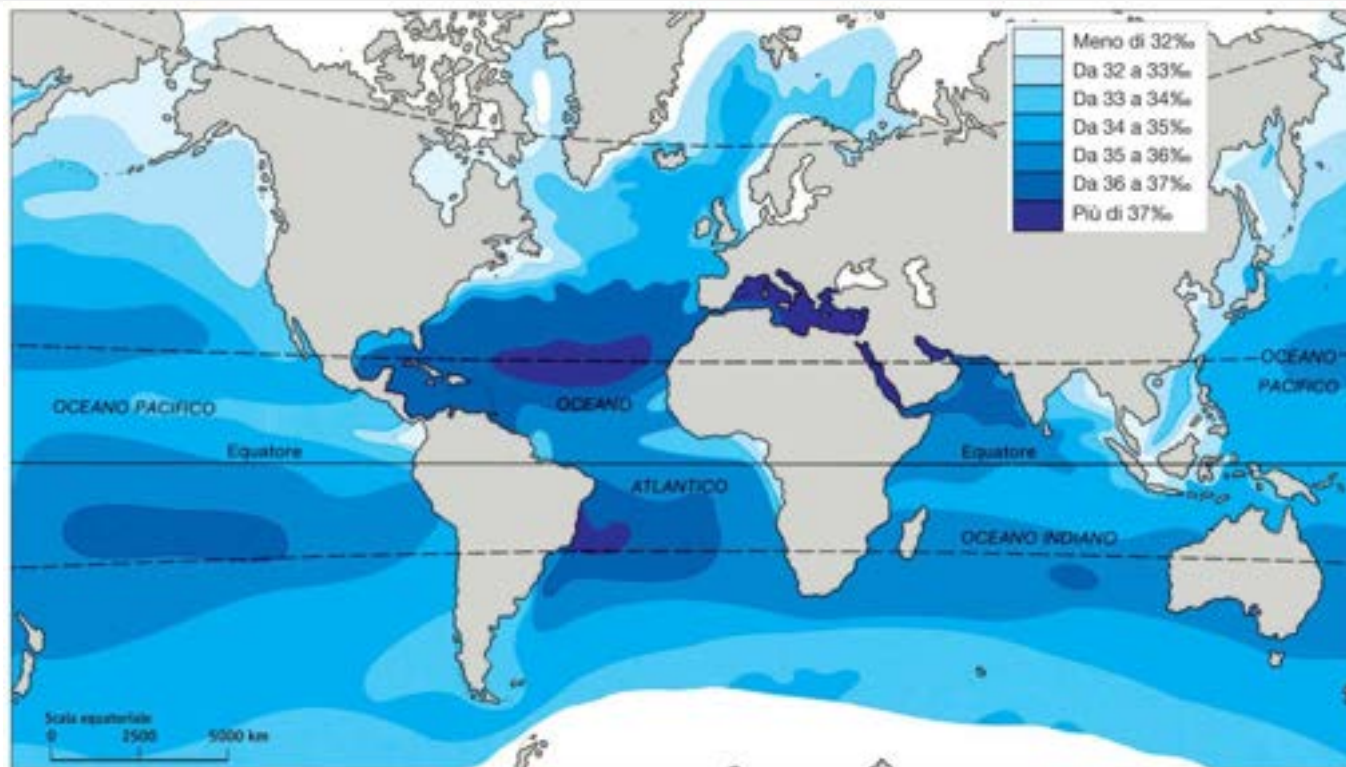 Meno di 32‰
Da 32 a 33‰
Da 33 a 34‰
Da 34 a 35‰
Da 35 a 36‰
Da 36 a 37‰
Più di 37‰
OCEANO
PACIFICO
OCEANO PACIFICO
OCEANO
Equatore
Equatore
ATLANTICO
OCEANO INDIANO
Scala equatoriale
0 2500 5000 km